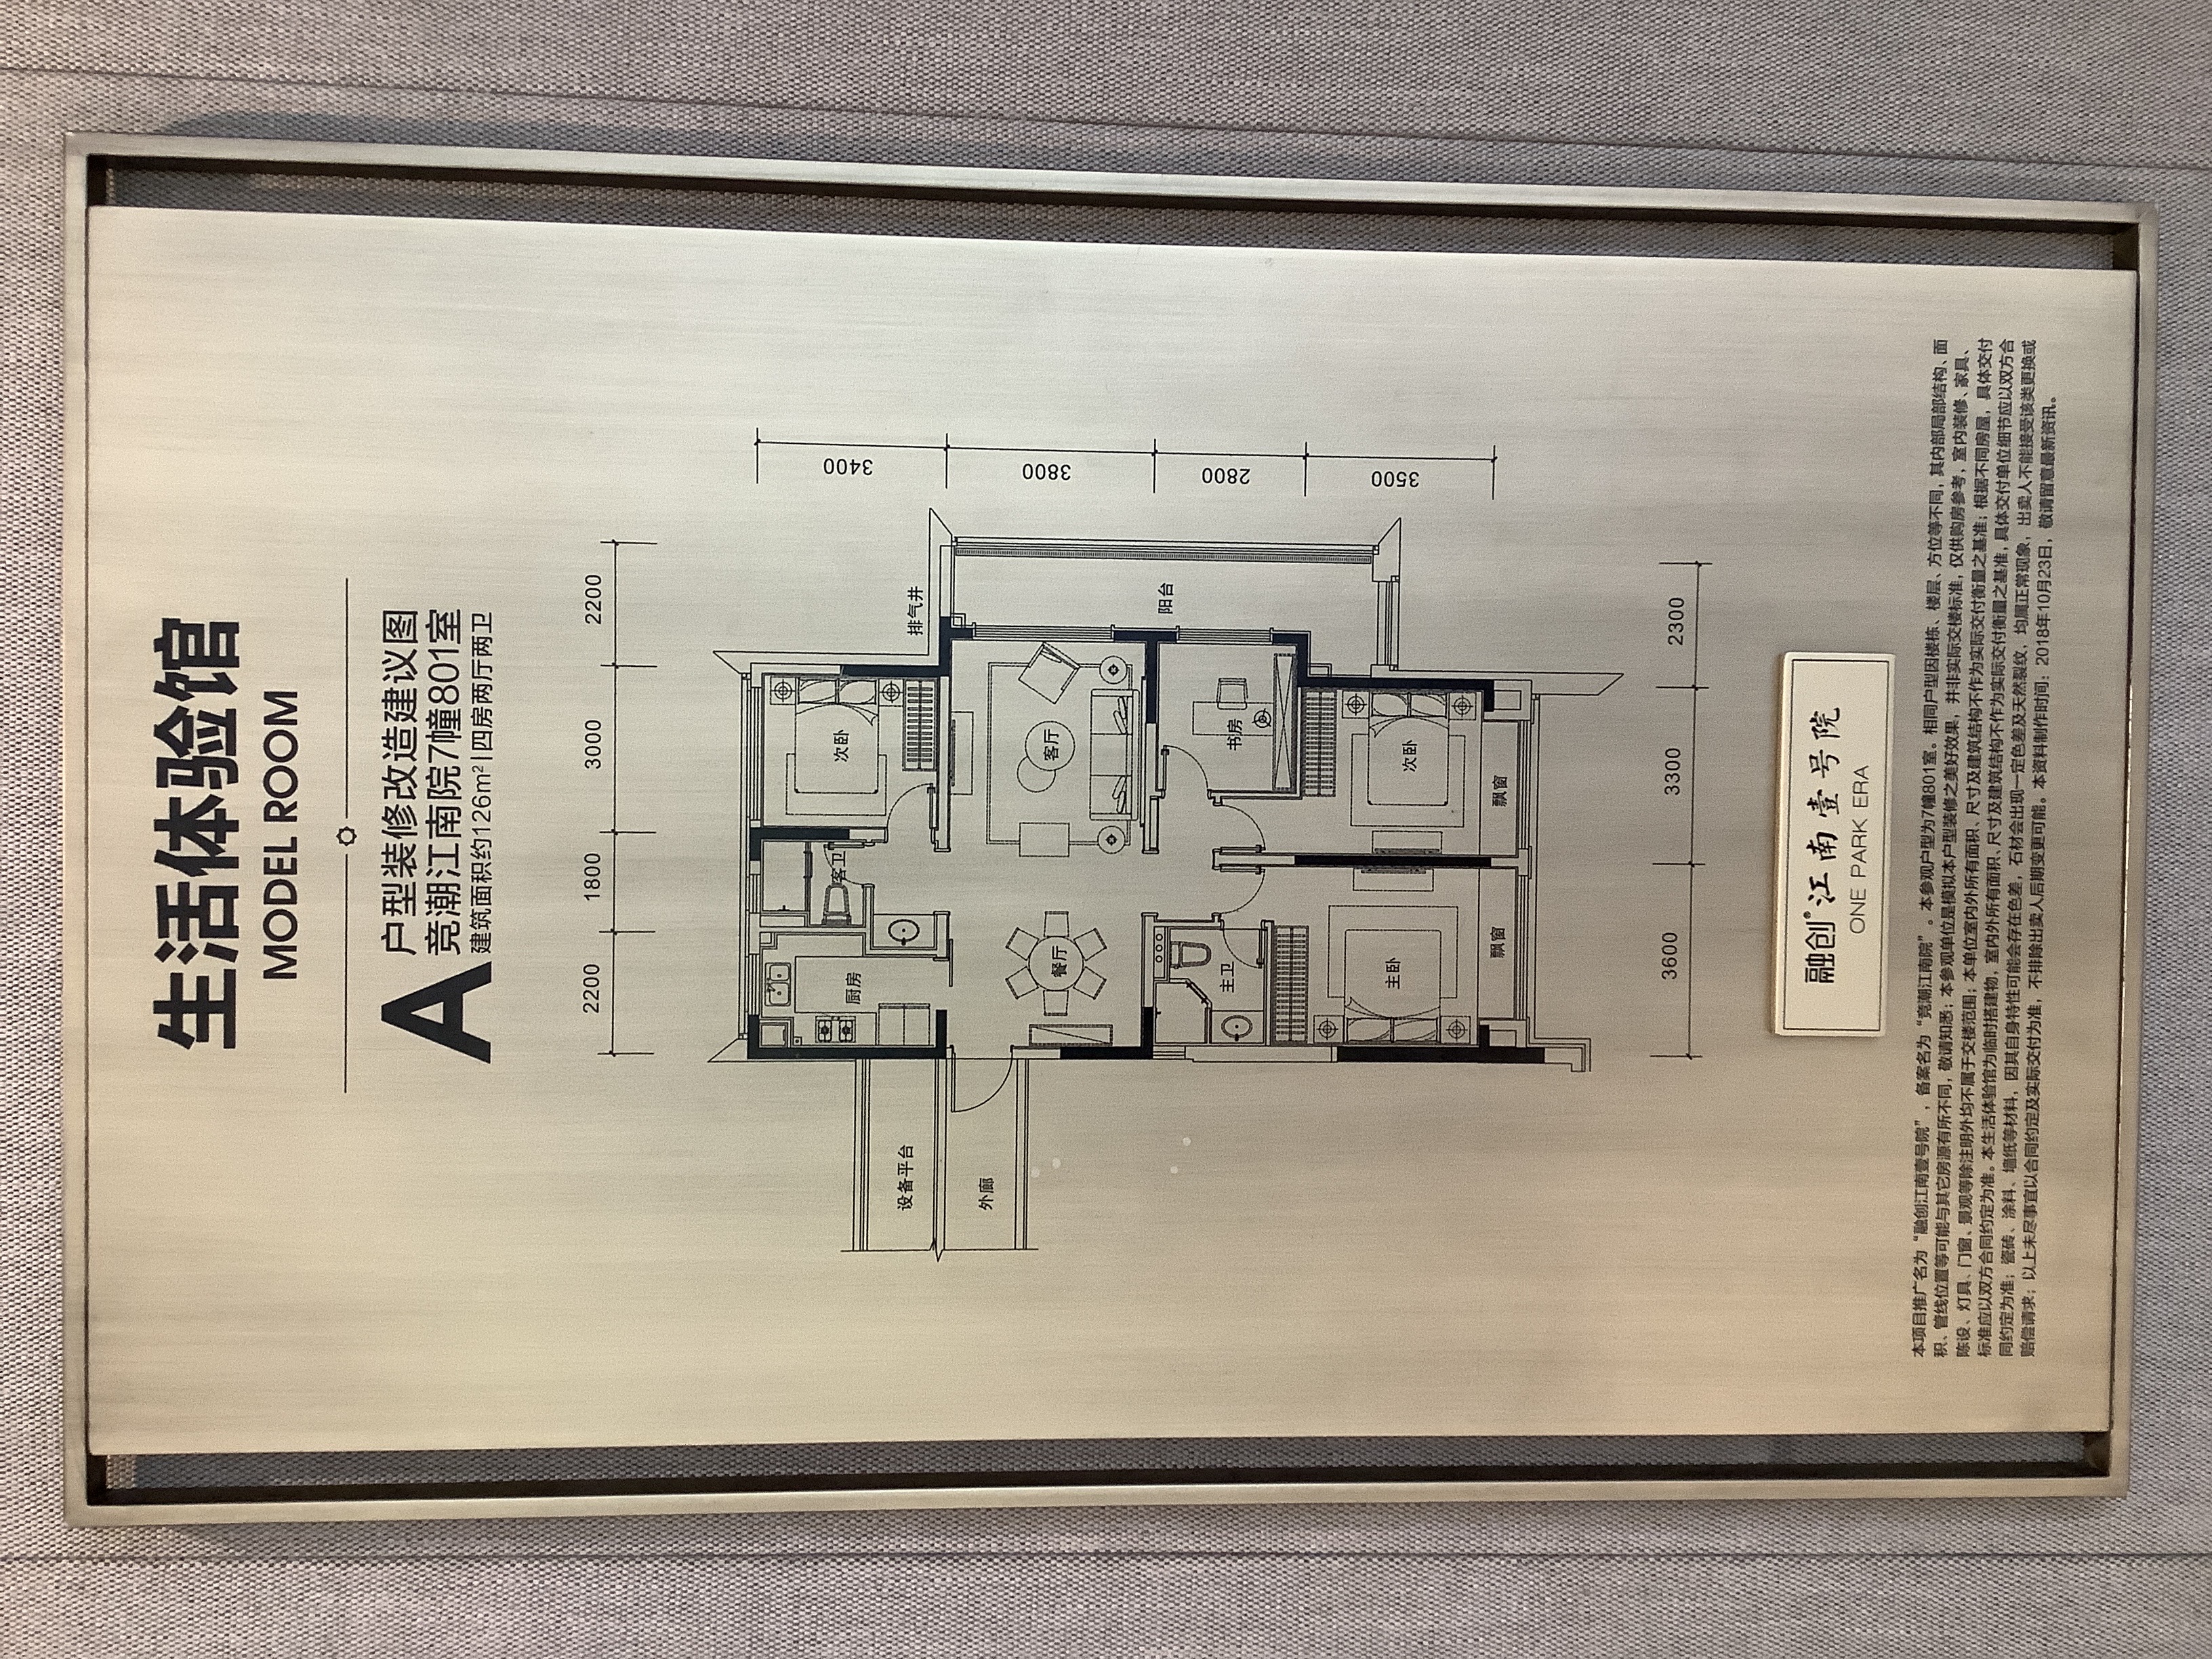 生活体验馆
MODEL ROOM
A
户型装修改造建议图
竞潮江南院7幢801室
建筑面积约126m²|四房两厅两卫
2200 1800 3000 2200
厨房
客卫
次卧
3400
设备平台
排气井
外廊
餐厅
客厅
3800
阳台
主卫
书房
2800
主卧
次卧
3500
飘窗
飘窗
3600 3300 2300
融创®江南壹号院
ONE PARK ERA
本项目推广名为“融创江南壹号院”，备案名为“竞潮江南院”。本参观户型为7幢801室。相同户型因楼栋、楼层、方位等不同，其内部局部结构、面
积、管线位置等可能与其它房源有所不同，敬请知悉；本参观单位是模拟本户型装修之美好效果，并非实际交楼标准，仅供购房参考，室内装修、家具、
陈设、灯具、门窗、景观等除注明外均不属于交楼范围；本单位室内外所有面积、尺寸及建筑结构不作为实际交付衡量之基准；根据不同房屋，具体交付
标准应以双方合同约定为准。本生活体验馆为临时搭建物，室内外所有面积、尺寸及建筑结构不作为实际交付衡量之基准，具体交付单位细节应以双方合
同约定为准；瓷砖、涂料、墙纸等材料，因其自身特性可能会存在色差，石材会出现一定色差及天然裂纹，均属正常现象，出卖人不能接受该类更换或
赔偿请求；以上未尽事宜以合同约定及实际交付为准，不排除出卖人后期变更可能。本资料制作时间：2018年10月23日，敬请留意最新资讯。